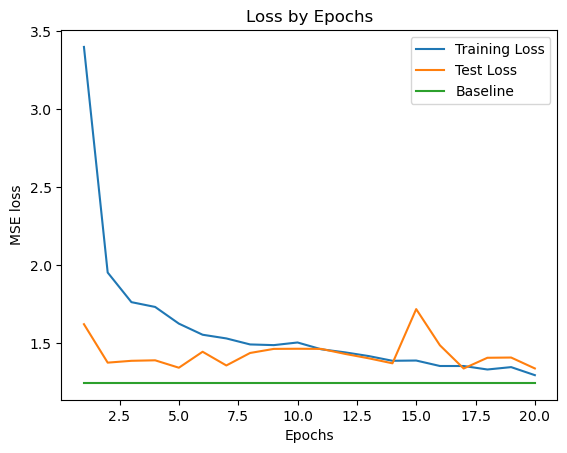 Loss by Epochs
3.5
3.0
2.5
2.0
1.5
MSE loss
Training Loss
Test Loss
Baseline
2.5 5.0 7.5 10.0 12.5 15.0 17.5 20.0
Epochs